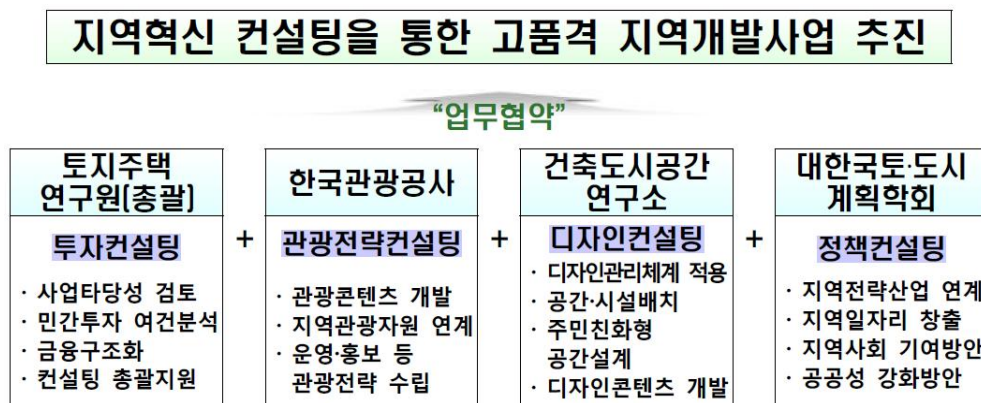 지역혁신 컨설팅을 통한 고품격 지역개발사업 추진
“업무협약”
토지주택
연구원(총괄)
투자컨설팅
· 사업타당성 검토
· 민간투자 여건분석
· 금융구조화
· 컨설팅 총괄지원
+
한국관광공사
관광전략컨설팅
· 관광콘텐츠 개발
· 지역관광자원 연계
· 운영·홍보 등
관광전략 수립
+
건축도시공간
연구소
디자인컨설팅
· 디자인관리체계 적용
· 공간·시설배치
· 주민친화형
공간설계
· 디자인콘텐츠 개발
+
대한국토·도시
계획학회
정책컨설팅
· 지역전략산업 연계
· 지역일자리 창출
· 지역사회 기여방안
· 공공성 강화방안